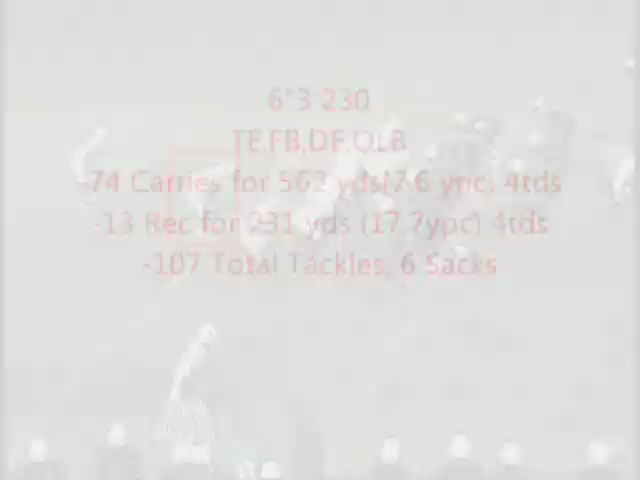 6"3 230
TE,FB,DE,OLB
-74 Carries for 562 yds(7.6 ypc) 4tds
-13 Rec for 231 yds (17.7ypc) 4tds
-107 Total Tackles, 6 Sacks